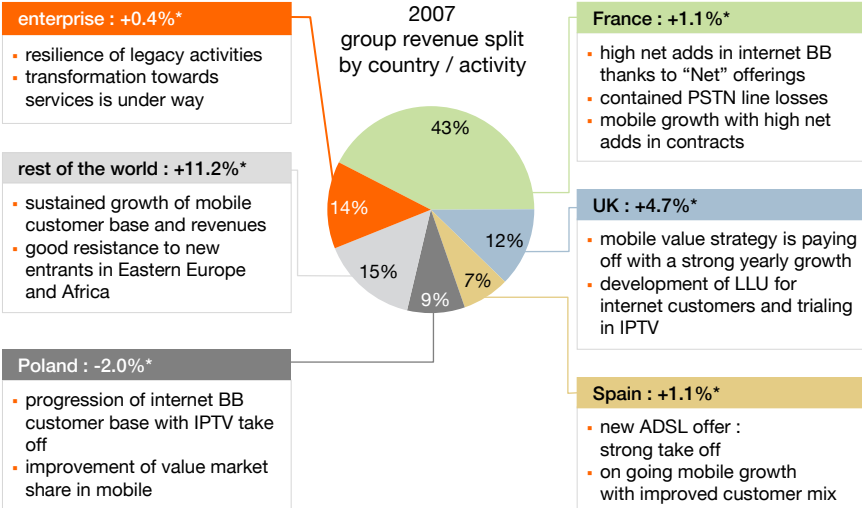 enterprise : +0.4%*
▪ resilience of legacy activities
▪ transformation towards
services is under way
2007
group revenue split
by country / activity
France : +1.1%*
▪ high net adds in internet BB
thanks to “Net” offerings
▪ contained PSTN line losses
▪ mobile growth with high net
adds in contracts
rest of the world : +11.2%*
▪ sustained growth of mobile
customer base and revenues
▪ good resistance to new
entrants in Eastern Europe
and Africa
43%
14%
12%
15%
7%
9%
UK : +4.7%*
▪ mobile value strategy is paying
off with a strong yearly growth
▪ development of LLU for
internet customers and trialing
in IPTV
Poland : -2.0%*
▪ progression of internet BB
customer base with IPTV take
off
▪ improvement of value market
share in mobile
Spain : +1.1%*
▪ new ADSL offer :
strong take off
▪ on going mobile growth
with improved customer mix